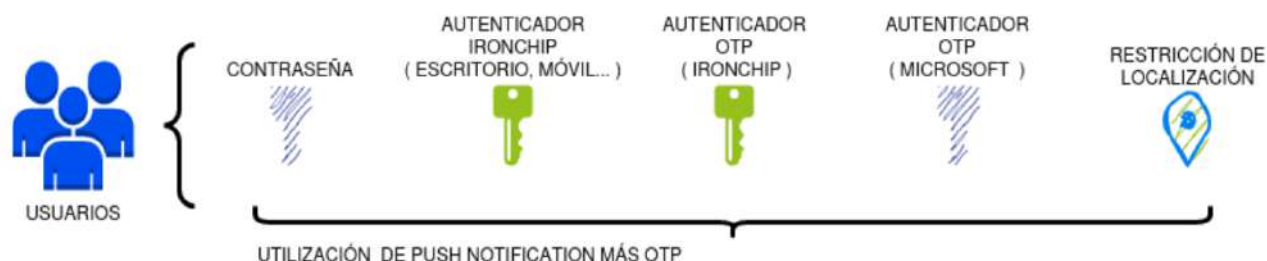 CONTRASEÑA
AUTENTICADOR
IRONCHIP
( ESCRITORIO, MÓVIL... )
AUTENTICADOR
OTP
( IRONCHIP )
AUTENTICADOR
OTP
( MICROSOFT )
RESTRICCIÓN DE
LOCALIZACIÓN
USUARIOS
UTILIZACIÓN DE PUSH NOTIFICATION MÁS OTP